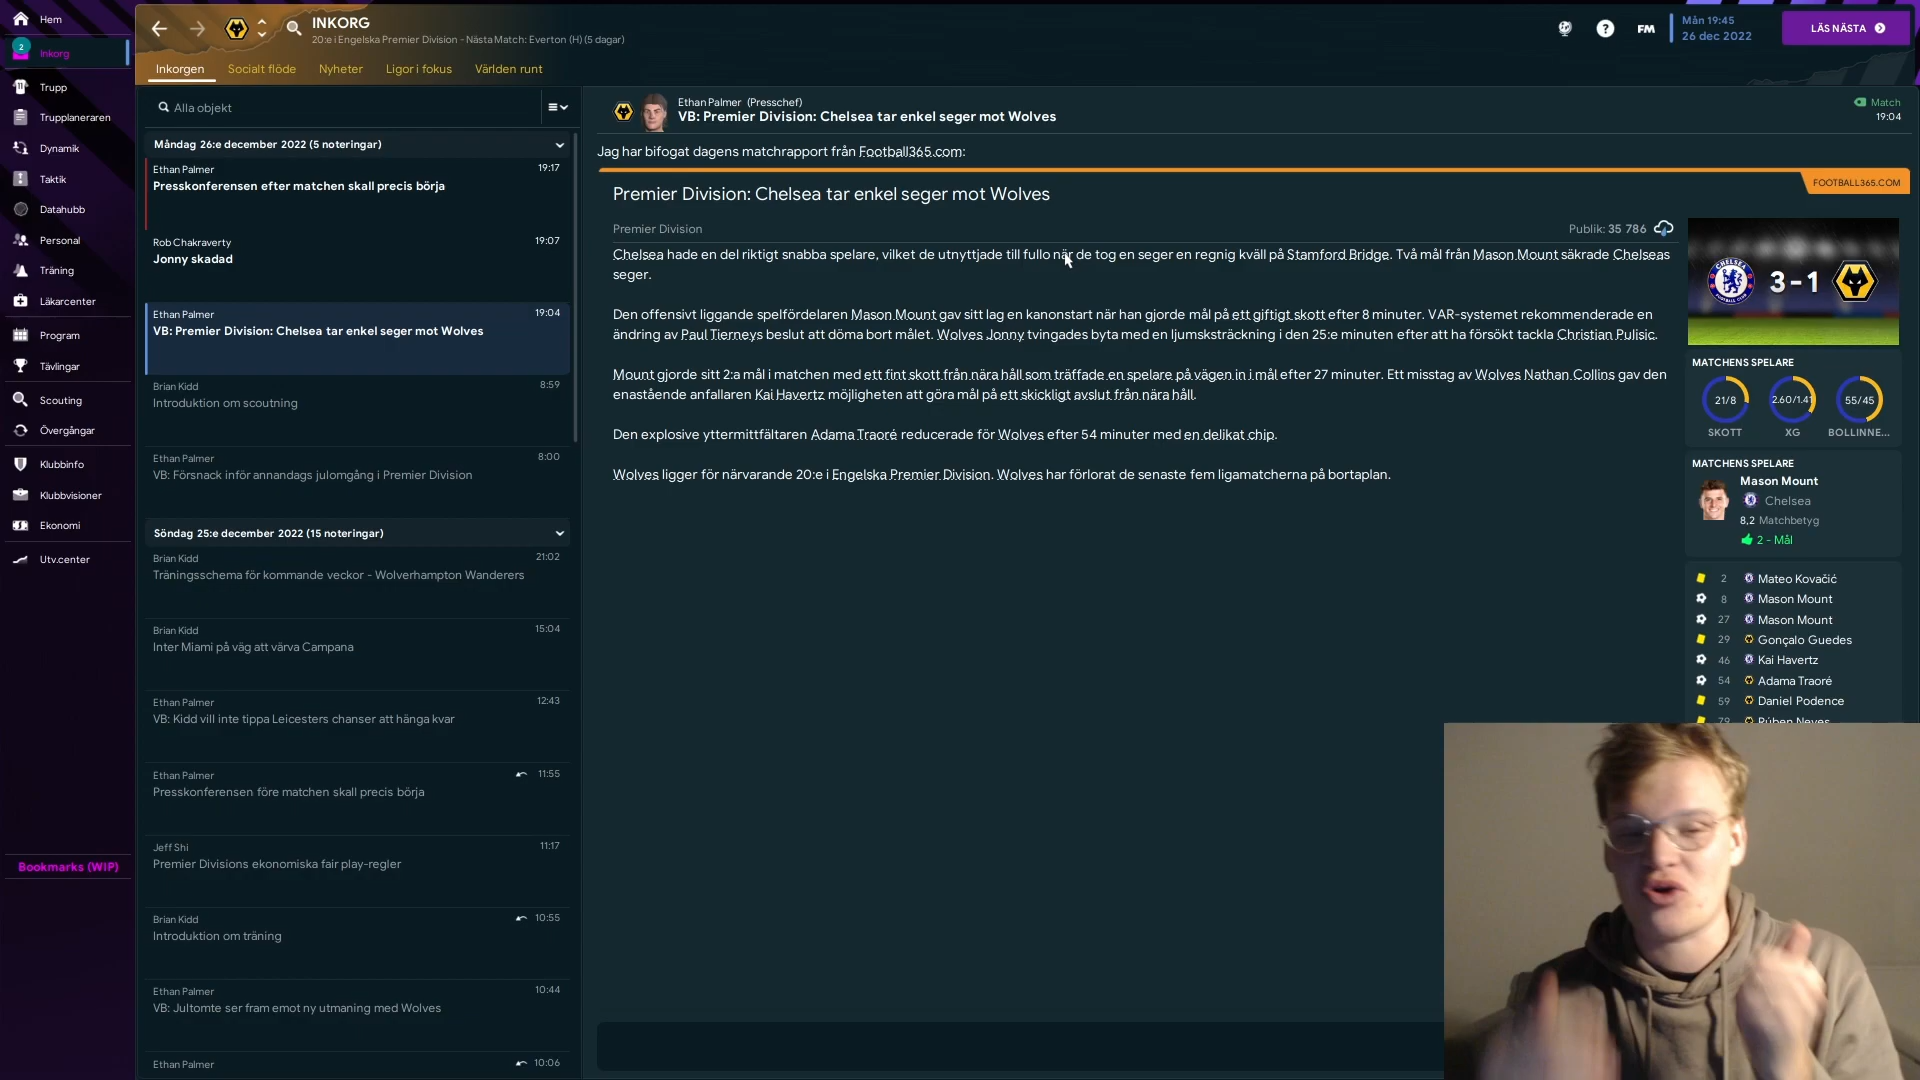 Hem
2
Inkorg
Trupp
Trupplaneraren
Dynamik
Taktik
Datahubb
Personal
Träning
Läkarcenter
Program
Tävlingar
Scouting
Övergångar
Klubbinfo
Klubbvisioner
Ekonomi
Utv.center
Bookmarks (WIP)
INKORG
20:e i Engelska Premier Division - Nästa Match: Everton (H) (5 dagar)
FM
Mån 19:45
26 dec 2022
LÄS NÄSTA
Inkorgen
Socialt flöde
Nyheter
Ligor i fokus
Världen runt
Alla objekt
Måndag 26:e december 2022 (5 noteringar)
Ethan Palmer 19:17
Presskonferensen efter matchen skall precis börja
Rob Chakraverty 19:07
Jonny skadad
Ethan Palmer 19:04
VB: Premier Division: Chelsea tar enkel seger mot Wolves
Brian Kidd 8:59
Introduktion om scoutning
Ethan Palmer 8:00
VB: Försnack inför annandags julomgång i Premier Division
Söndag 25:e december 2022 (15 noteringar)
Brian Kidd 21:02
Träningsschema för kommande veckor - Wolverhampton Wanderers
Brian Kidd 15:04
Inter Miami på väg att värva Campana
Ethan Palmer 12:43
VB: Kidd vill inte tippa Leicesters chanser att hänga kvar
Ethan Palmer 11:55
Presskonferensen före matchen skall precis börja
Jeff Shi 11:17
Premier Divisions ekonomiska fair play-regler
Brian Kidd 10:55
Introduktion om träning
Ethan Palmer 10:44
VB: Jultomte ser fram emot ny utmaning med Wolves
Ethan Palmer 10:06
Ethan Palmer (Presschef)
VB: Premier Division: Chelsea tar enkel seger mot Wolves
Match
19:04
Jag har bifogat dagens matchrapport från Football365.com:
FOOTBALL365.COM
Premier Division: Chelsea tar enkel seger mot Wolves
Premier Division
Publik: 35 786
Chelsea hade en del riktigt snabba spelare, vilket de utnyttjade till fullo när de tog en seger en regnig kväll på Stamford Bridge. Två mål från Mason Mount säkrade Chelseas
seger.
Den offensivt liggande spelfördelaren Mason Mount gav sitt lag en kanonstart när han gjorde mål på ett giftigt skott efter 8 minuter. VAR-systemet rekommenderade en
ändring av Paul Tierneys beslut att döma bort målet. Wolves Jonny tvingades byta med en ljumsksträckning i den 25:e minuten efter att ha försökt tackla Christian Pulisic.
Mount gjorde sitt 2:a mål i matchen med ett fint skott från nära håll som träffade en spelare på vägen in i mål efter 27 minuter. Ett misstag av Wolves Nathan Collins gav den
enastående anfallaren Kai Havertz möjligheten att göra mål på ett skickligt avslut från nära håll.
Den explosive yttermittfältaren Adama Traoré reducerade för Wolves efter 54 minuter med en delikat chip.
Wolves ligger för närvarande 20:e i Engelska Premier Division. Wolves har förlorat de senaste fem ligamatcherna på bortaplan.
3 - 1
MATCHENS SPELARE
21/8
2.60/1.41
55/45
SKOTT
XG
BOLLINNE...
MATCHENS SPELARE
Mason Mount
Chelsea
8,2 Matchbetyg
2 - Mål
2 Mateo Kovačić
8 Mason Mount
27 Mason Mount
29 Gonçalo Guedes
46 Kai Havertz
54 Adama Traoré
59 Daniel Podence
79 Rúben Neves